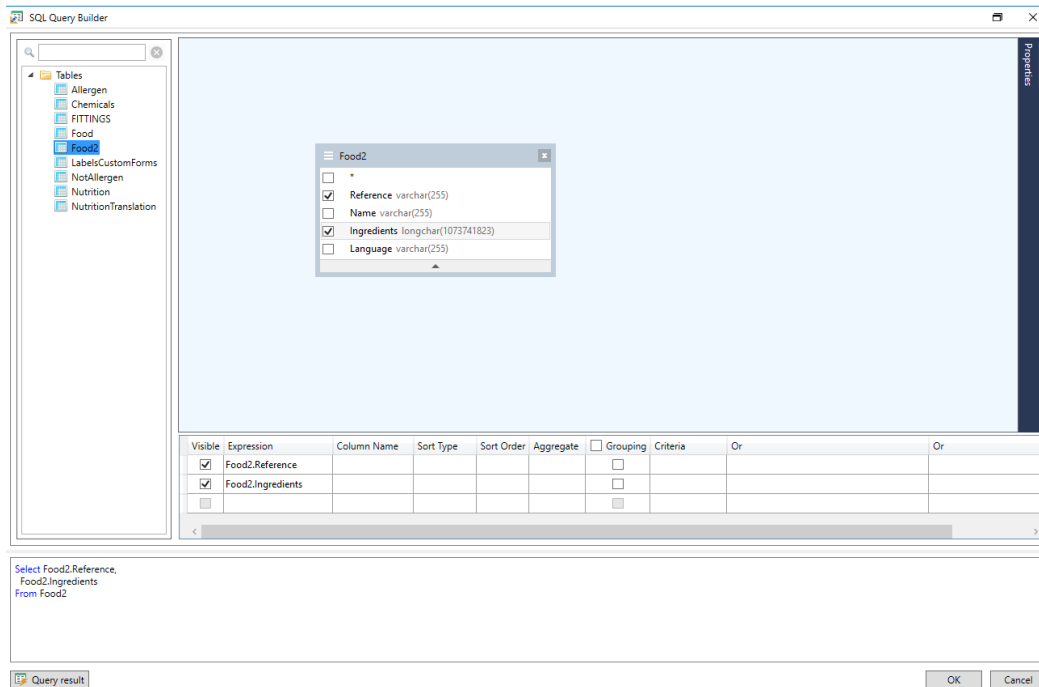 SQL Query Builder
Tables
Allergen
Chemicals
FITTINGS
Food
Food2
LabelsCustomForms
NotAllergen
Nutrition
NutritionTranslation
Properties
Food2
*
Reference varchar(255)
Name varchar(255)
Ingredients longchar(1073741823)
Language varchar(255)
Visible Expression Column Name Sort Type Sort Order Aggregate Grouping Criteria Or Or
Food2.Reference
Food2.Ingredients
Select Food2.Reference,
Food2.Ingredients
From Food2
Query result OK Cancel